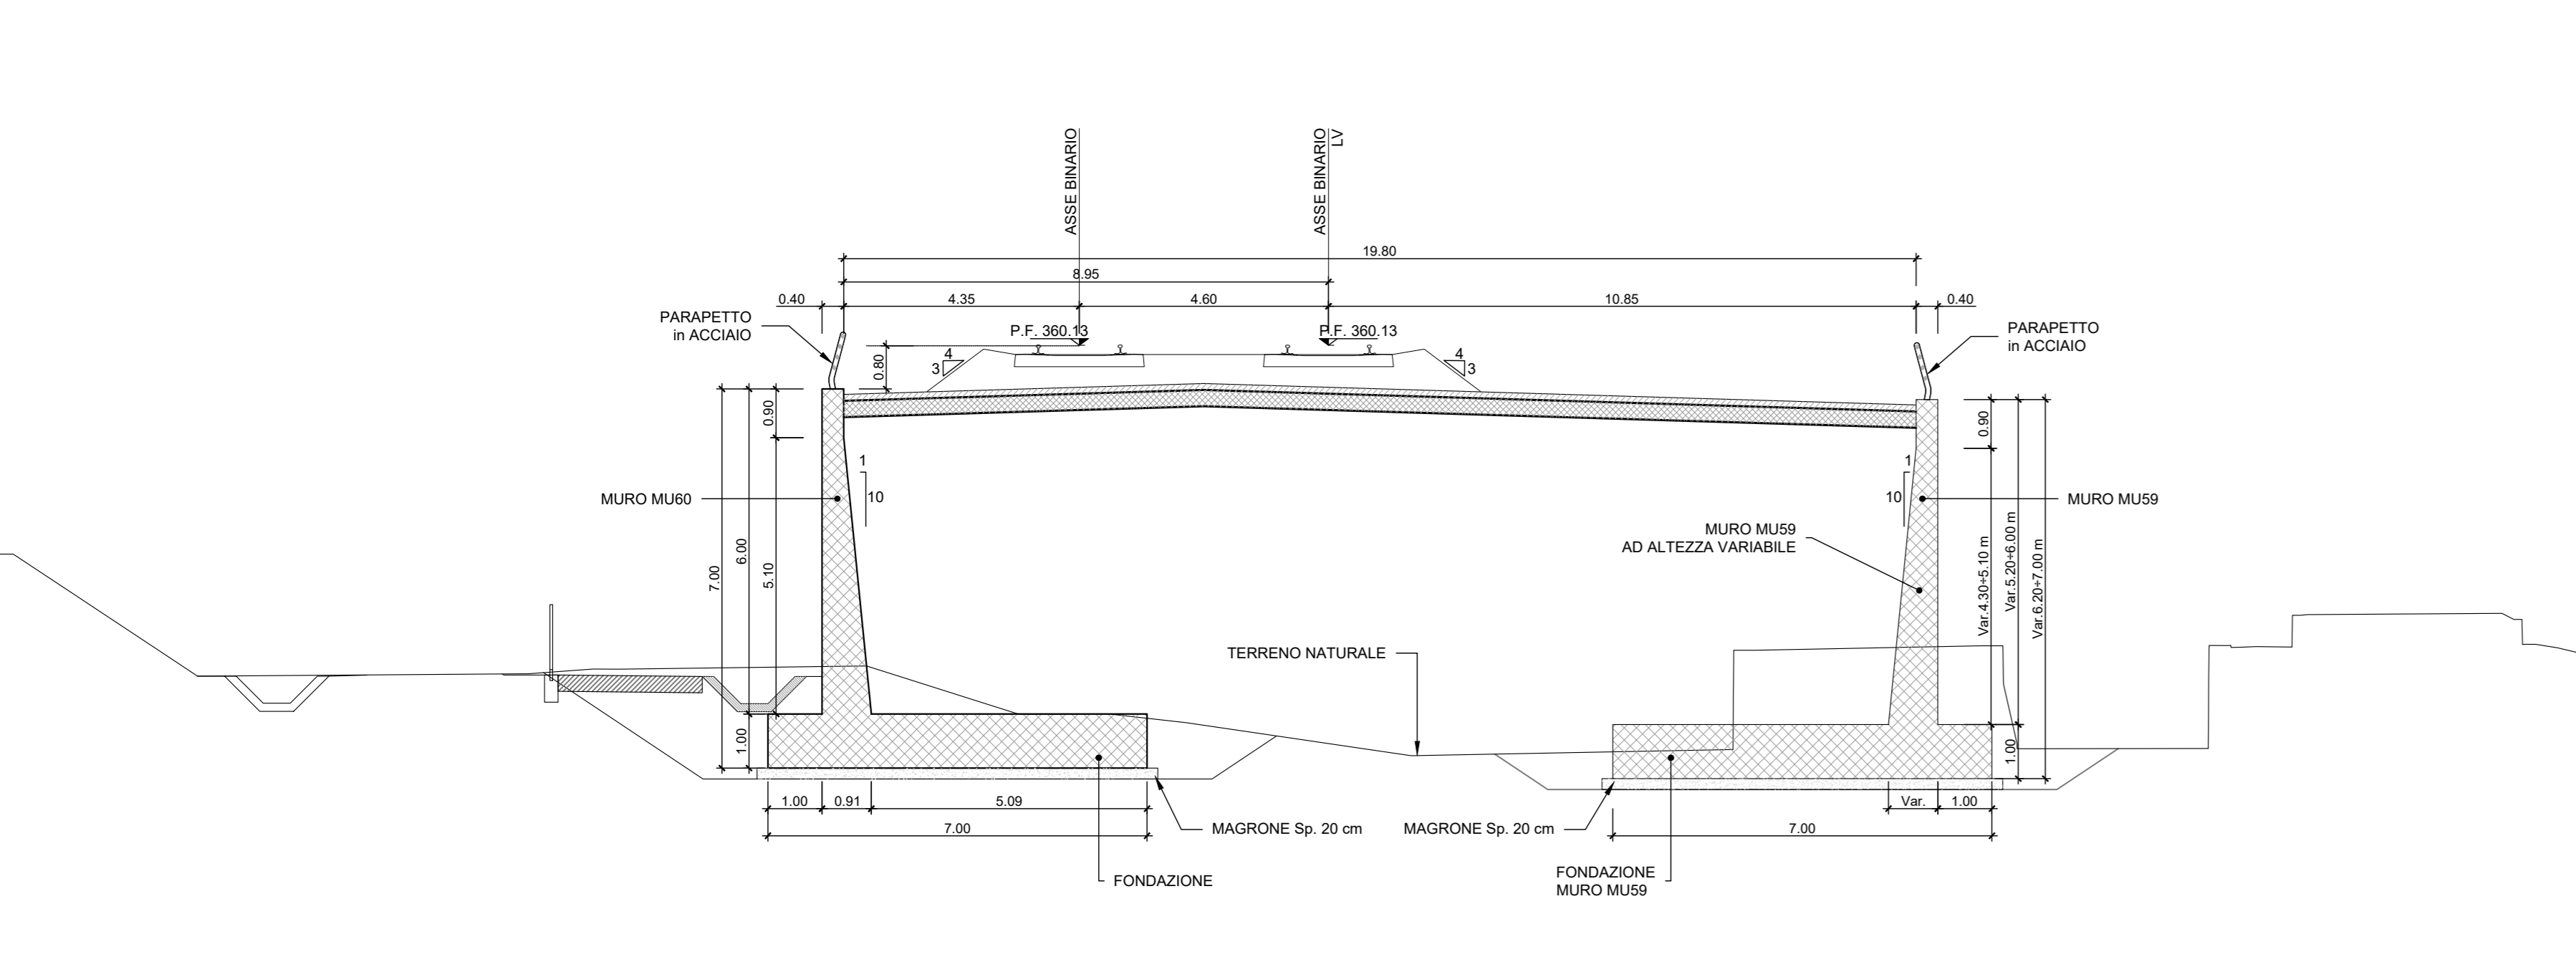 ASSE BINARIO
ASSE BINARIO
LV
19.80
8.95
0.40
4.35
4.60
10.85
0.40
PARAPETTO
in ACCIAIO
P.F. 360.13
P.F. 360.13
PARAPETTO
in ACCIAIO
0.80
4
3
4
3
0.90
0.90
1
10
1
10
MURO MU60
MURO MU59
MURO MU59
AD ALTEZZA VARIABILE
7.00
6.00
5.10
Var.4.30÷5.10 m
Var.5.20÷6.00 m
Var.6.20÷7.00 m
TERRENO NATURALE
1.00
1.00
1.00
0.91
5.09
Var.
1.00
7.00
7.00
MAGRONE Sp. 20 cm
MAGRONE Sp. 20 cm
FONDAZIONE
FONDAZIONE
MURO MU59